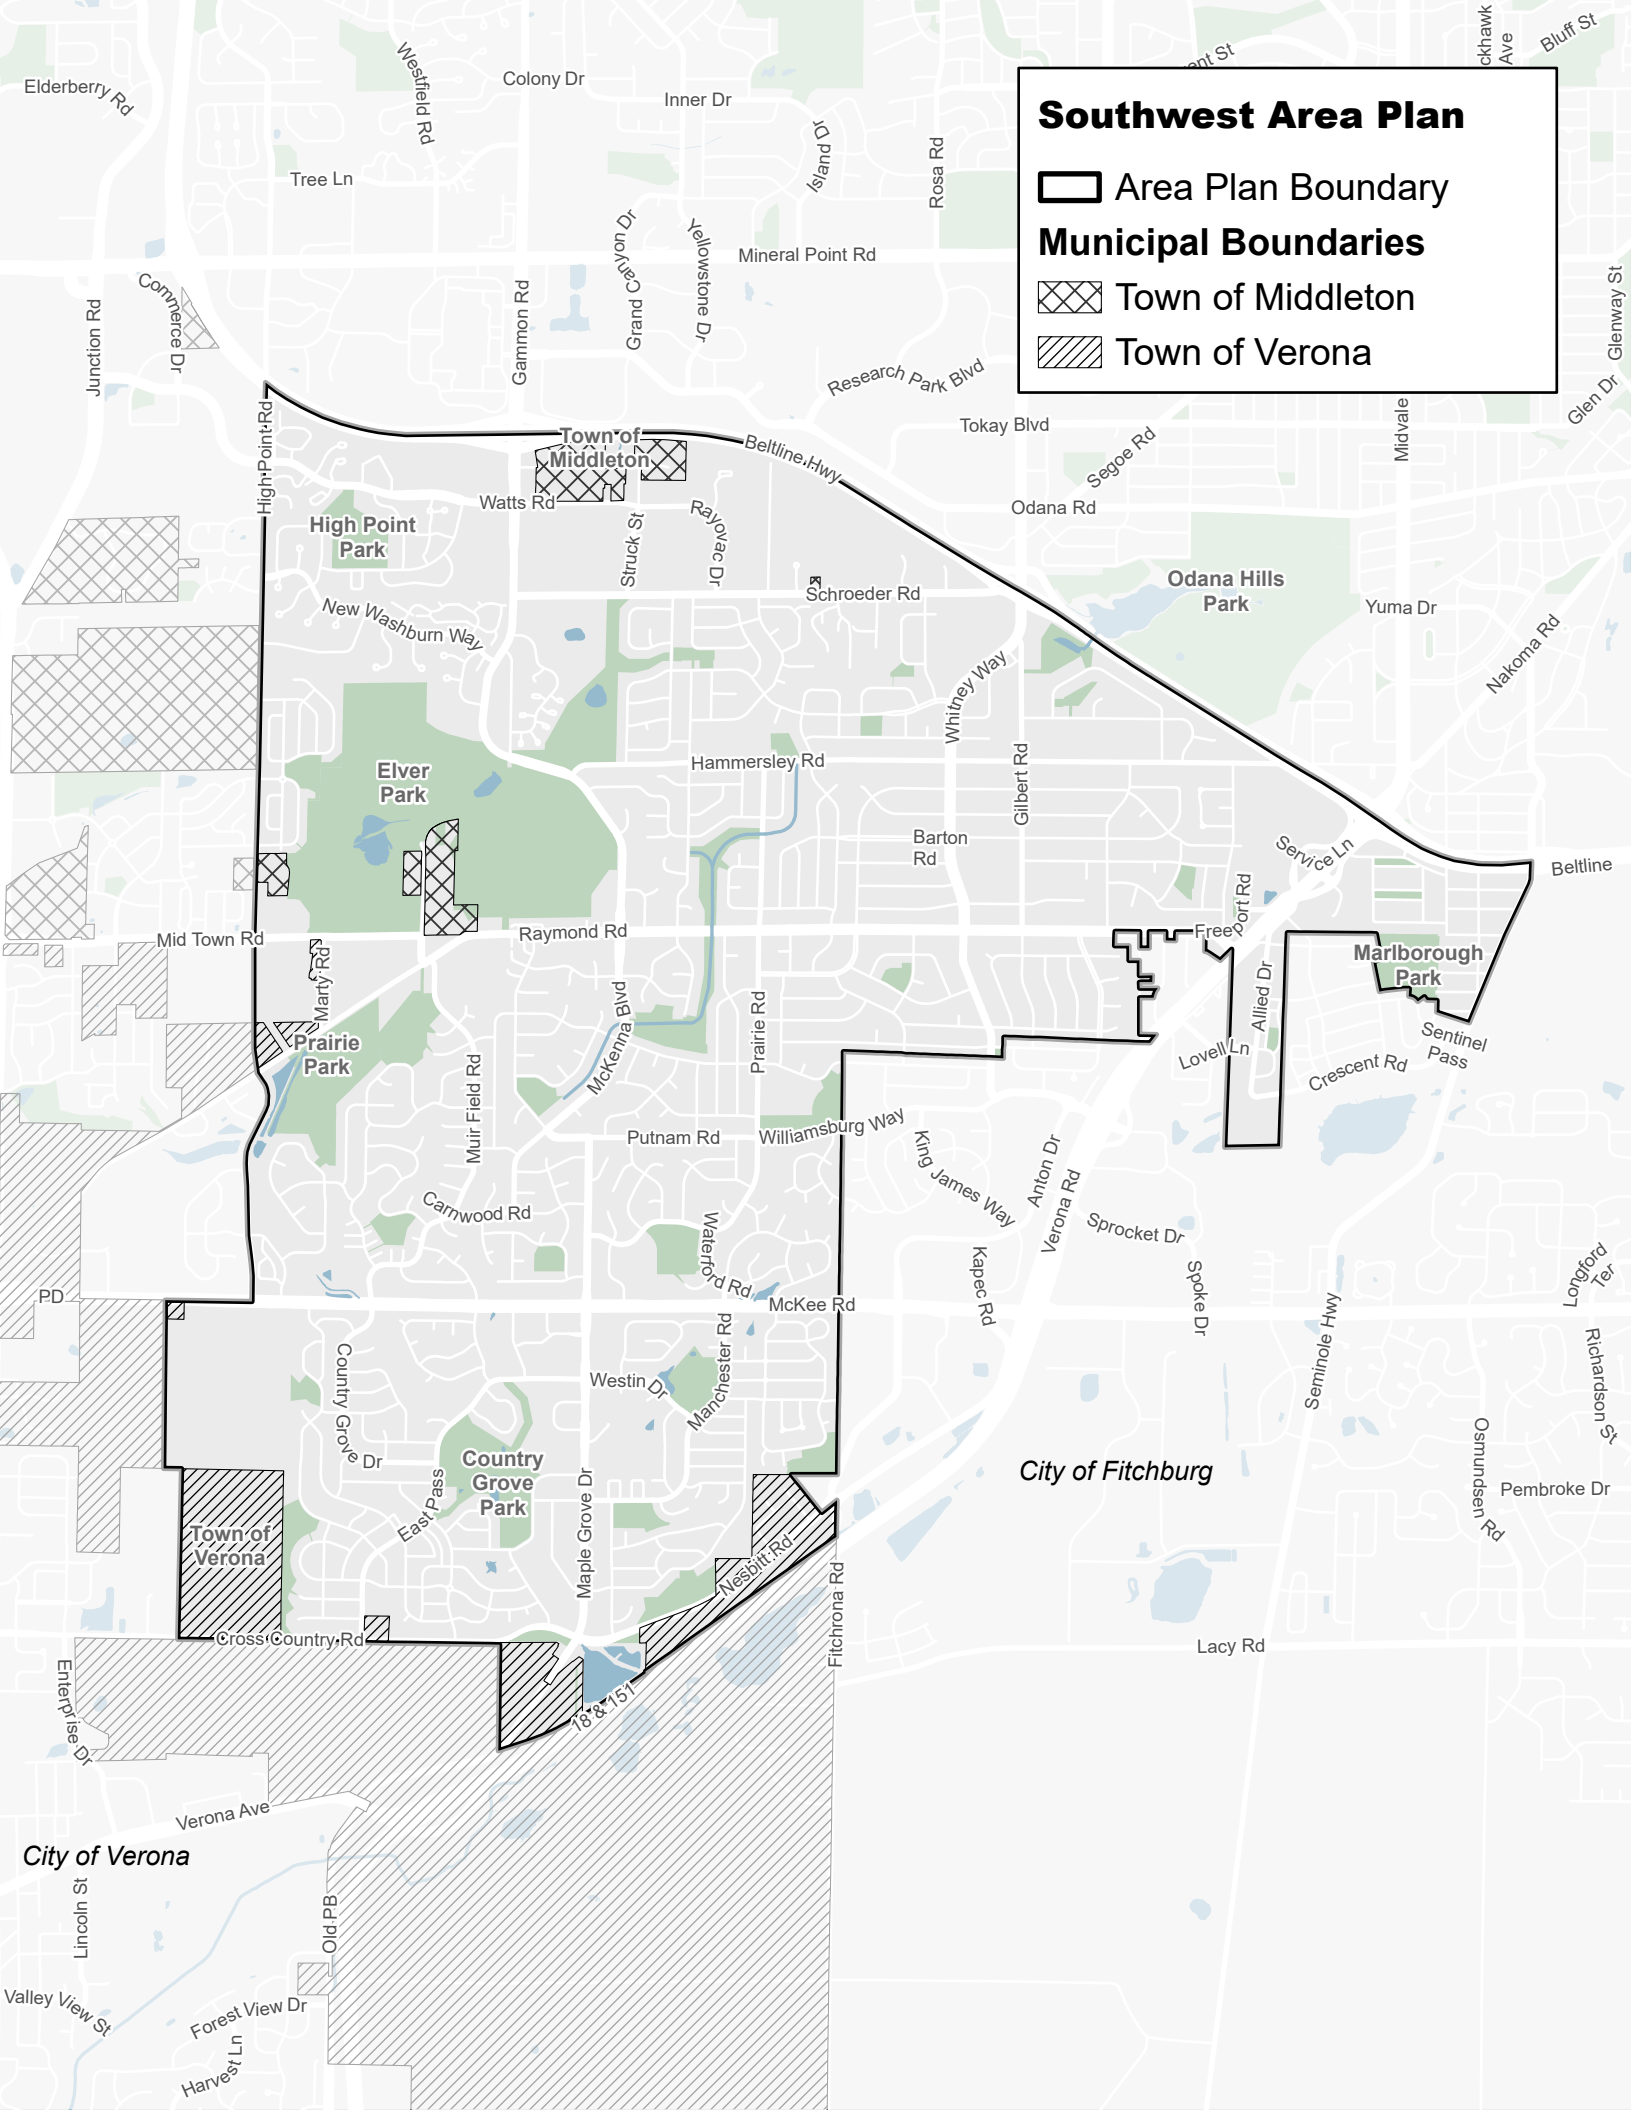 Southwest Area Plan
Area Plan Boundary
Municipal Boundaries
Town of Middleton
Town of Verona
ckhawk
Ave
Bluff St
Westfield Rd
Colony Dr
Elderberry Rd
Inner Dr
Island Dr
Rosa Rd
Tree Ln
Grand Canyon Dr
Yellowstone Dr
Mineral Point Rd
Commerce Dr
Junction Rd
Gammon Rd
Glenway St
Research Park Blvd
Glen Dr
High Point Rd
Tokay Blvd
Midvale
Segoe Rd
Town of
Middleton
Beltline Hwy
Watts Rd
Rayovac Dr
Odana Rd
High Point
Park
Struck St
Odana Hills
Park
Schroeder Rd
Yuma Dr
New Washburn Way
Nakoma Rd
Whitney Way
Elver
Park
Hammersley Rd
Gilbert Rd
Barton
Rd
Service Ln
Beltline
Freeport Rd
Mid Town Rd
Raymond Rd
Marlborough
Park
Marty Rd
Allied Dr
Prairie
Park
McKenna Blvd
Prairie Rd
Lovell Ln
Sentinel
Pass
Crescent Rd
Muir Field Rd
Putnam Rd
Williamsburg Way
King James Way
Anton Dr
Verona Rd
Carnwood Rd
Waterford Rd
Sprocket Dr
Kapec Rd
Spoke Dr
Longford
Ter
PD
McKee Rd
Seminole Hwy
Country Grove Dr
Westin Dr
Manchester Rd
Richardson St
Country
Grove
Park
City of Fitchburg
Osmundsen Rd
Pembroke Dr
East Pass
Maple Grove Dr
Town of
Verona
Nesbitt Rd
Fitchrona Rd
Cross Country Rd
Lacy Rd
Enterprise Dr
18 & 151
Verona Ave
City of Verona
Lincoln St
Old PB
Valley View St
Forest View Dr
Harvest Ln